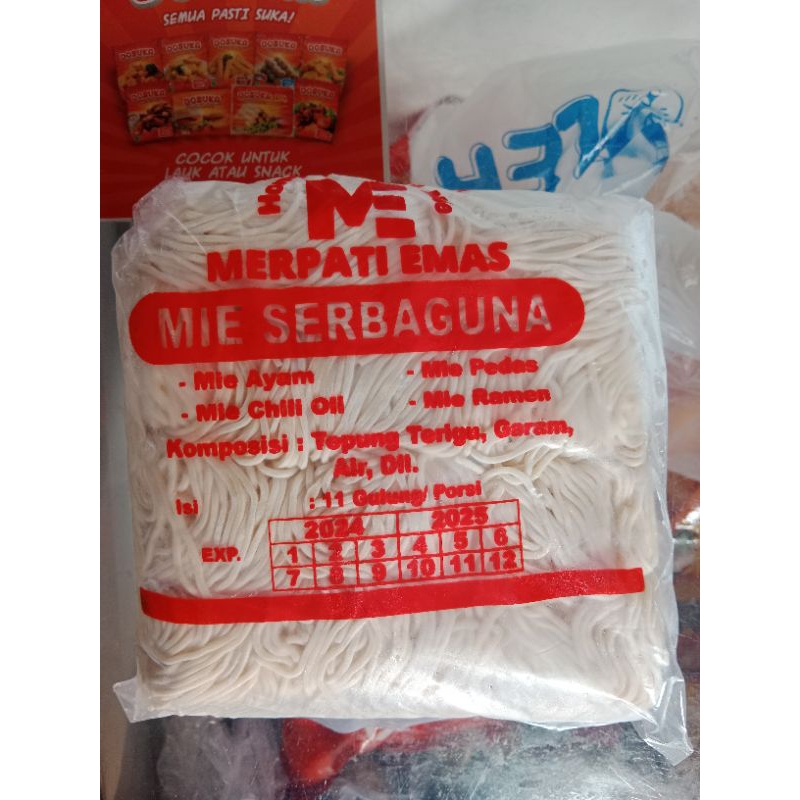 SEMUA PASTI SUKA!
COCOK UNTUK
LAUK ATAU SNACK
ME
MERPATI EMAS
MIE SERBAGUNA
- Mie Ayam - Mie Pedas
- Mie Chili Oil - Mie Ramen
Komposisi : Tepung Terigu, Garam,
Air, Dll.
Isi : 11 Gulung/ Porsi
EXP. 2024 2025
1 2 3 4 5 6
7 8 9 10 11 12